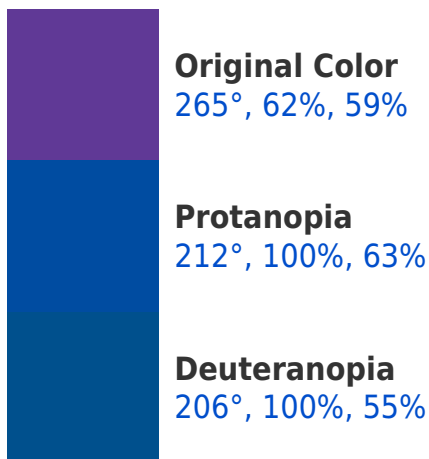 Original Color
265°, 62%, 59%
Protanopia
212°, 100%, 63%
Deuteranopia
206°, 100%, 55%